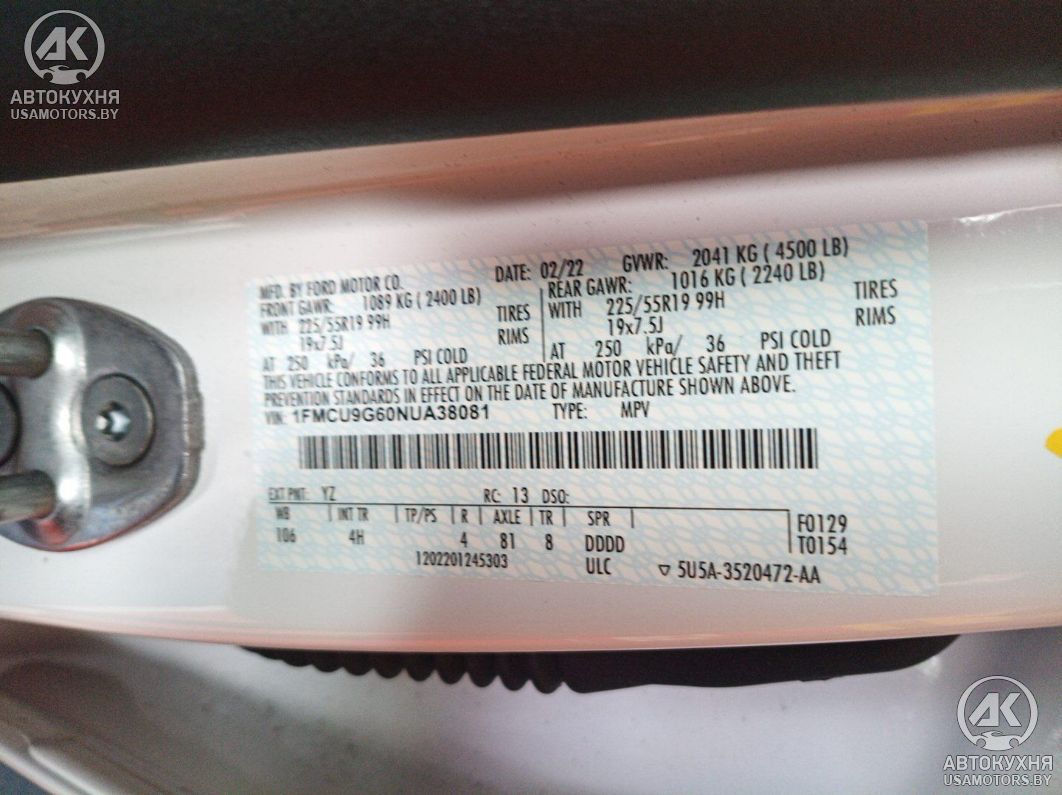 АК
АВТОКУХНЯ
USAMOTORS.BY
MFD. BY FORD MOTOR CO. DATE: 02/22 GVWR: 2041 KG ( 4500 LB)
FRONT GAWR: 1089 KG ( 2400 LB) REAR GAWR: 1016 KG ( 2240 LB)
WITH 225/55R19 99H TIRES WITH 225/55R19 99H TIRES
19x7.5J RIMS 19x7.5J RIMS
AT 250 kPa/ 36 PSI COLD AT 250 kPa/ 36 PSI COLD
THIS VEHICLE CONFORMS TO ALL APPLICABLE FEDERAL MOTOR VEHICLE SAFETY AND THEFT
PREVENTION STANDARDS IN EFFECT ON THE DATE OF MANUFACTURE SHOWN ABOVE.
VIN: 1FMCU9G60NUA38081 TYPE: MPV
EXT PNT: YZ RC: 13 DSO:
WB INT TR TP/PS R AXLE TR SPR F0129
106 4H 4 81 8 DDDD T0154
1202201245303 ULC ▽ 5U5A-3520472-AA
АК
АВТОКУХНЯ
USAMOTORS.BY